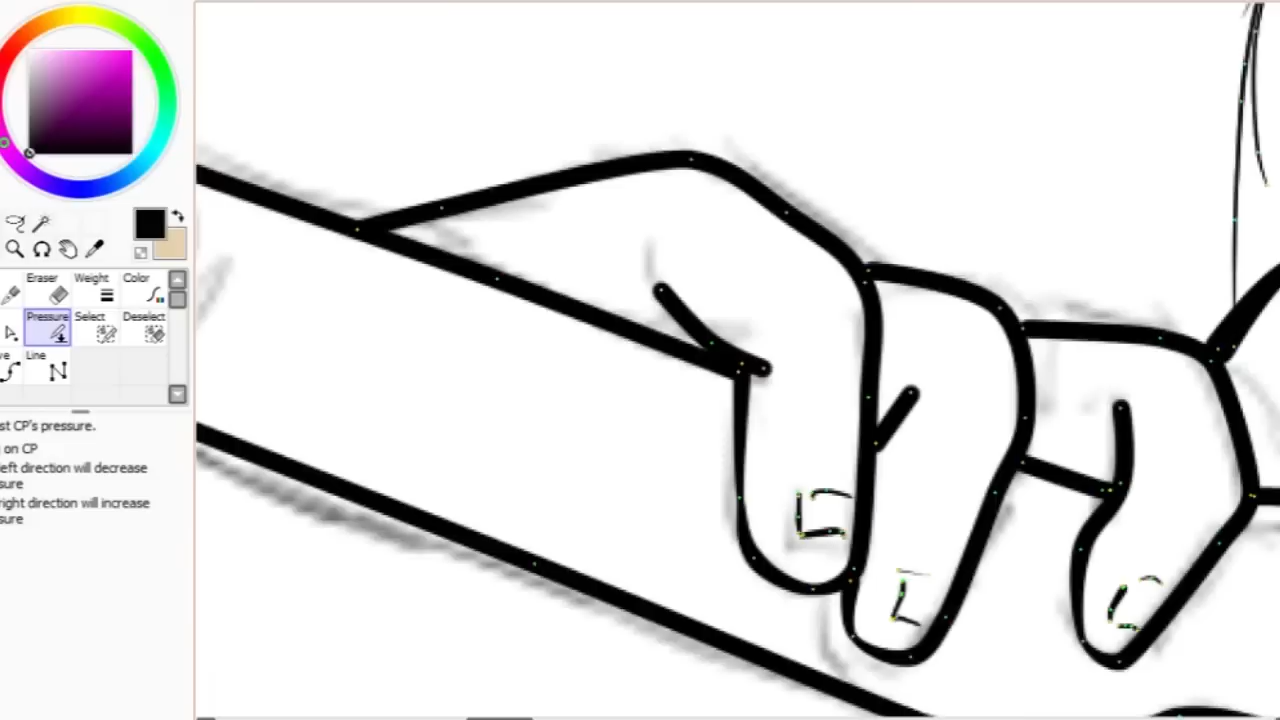 Eraser Weight Color
Pressure Select Deselect
ve Line
st CP's pressure.
on CP
left direction will decrease
sure
right direction will increase
sure